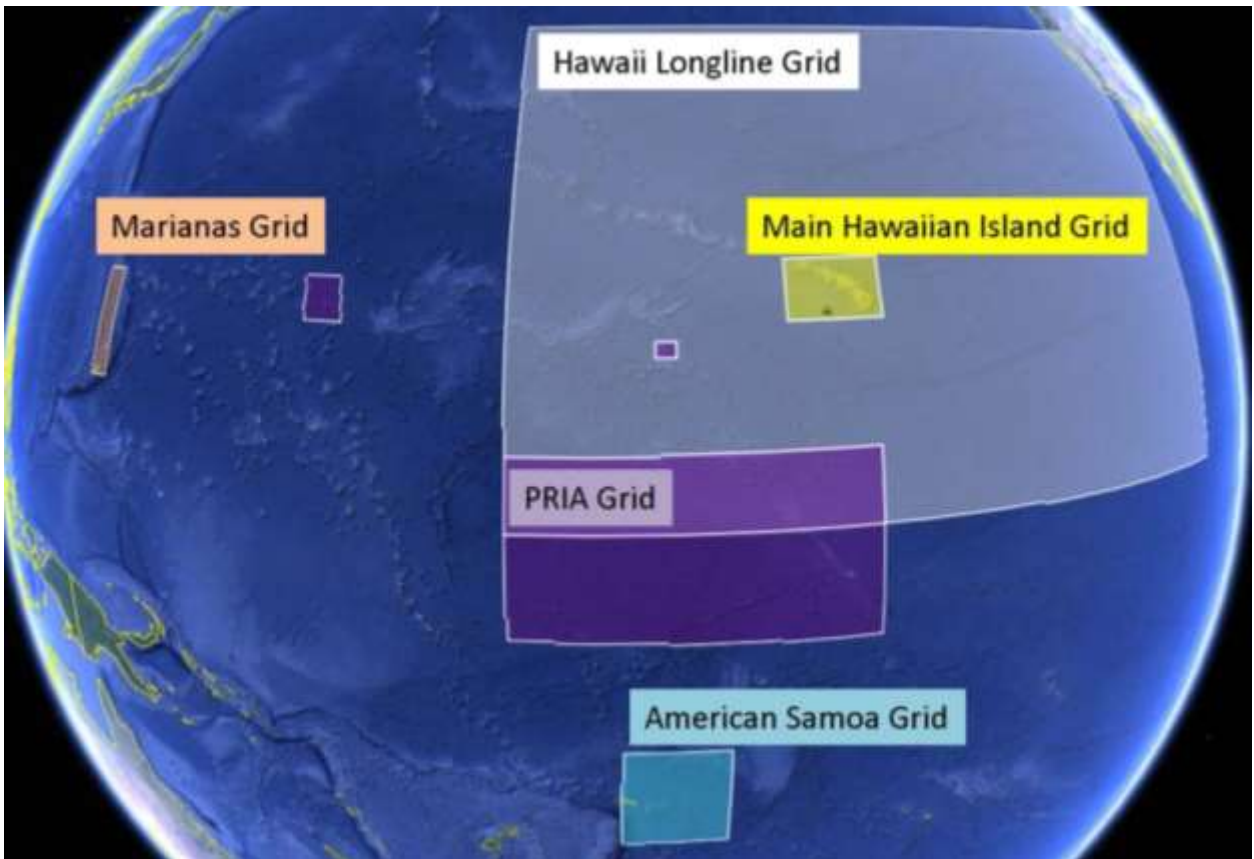 Hawaii Longline Grid
Marianas Grid
Main Hawaiian Island Grid
PRIA Grid
American Samoa Grid